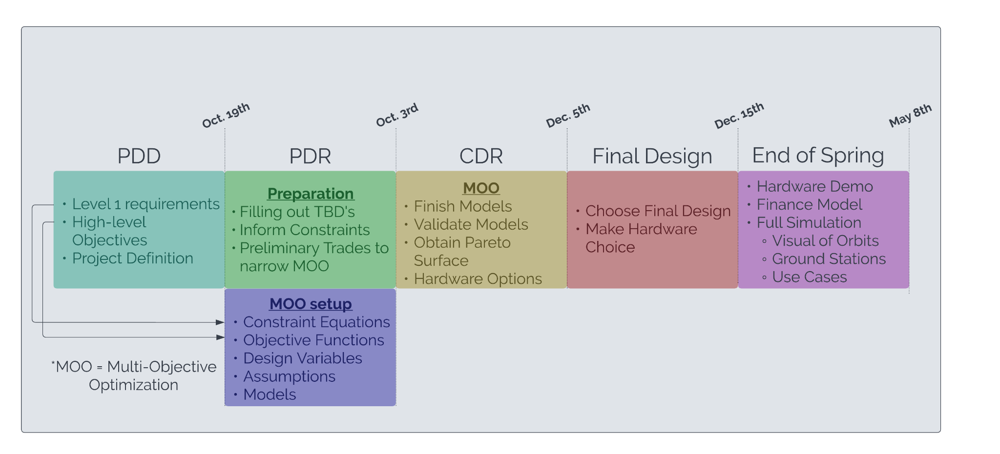 Oct. 19th
Oct. 3rd
Dec. 5th
Dec. 15th
May 8th
PDD
PDR
CDR
Final Design
End of Spring
• Level 1 requirements
• High-level
Objectives
• Project Definition
Preparation
• Filling out TBD's
• Inform Constraints
• Preliminary Trades to
narrow MOO
MOO
• Finish Models
• Validate Models
• Obtain Pareto
Surface
• Hardware Options
• Choose Final Design
• Make Hardware
Choice
• Hardware Demo
• Finance Model
• Full Simulation
◦ Visual of Orbits
◦ Ground Stations
◦ Use Cases
MOO setup
• Constraint Equations
• Objective Functions
• Design Variables
• Assumptions
• Models
*MOO = Multi-Objective
Optimization